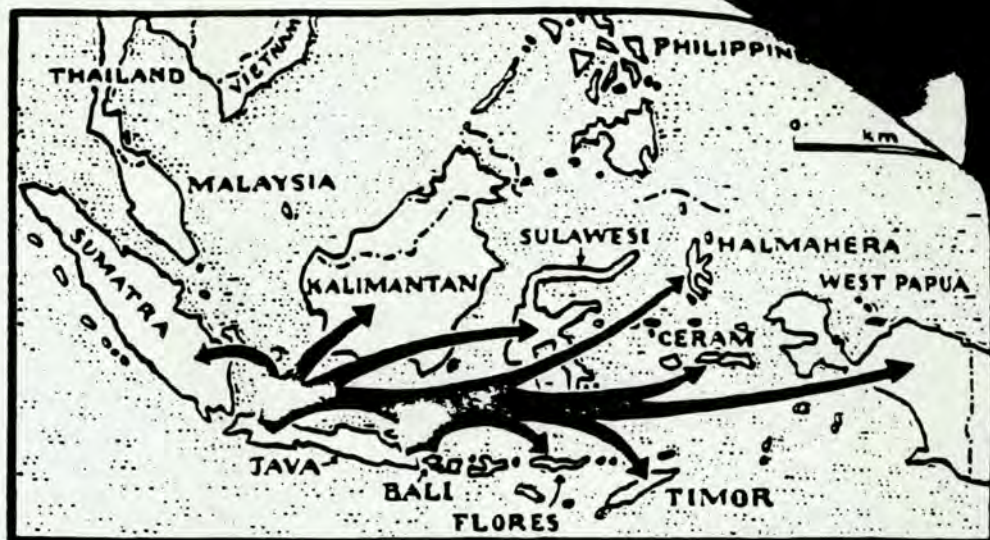 PHILIPPIN
THAILAND
VIETNAM
km
MALAYSIA
SUMATRA
SULAWESI
HALMAHERA
KALIMANTAN
WEST PAPUA
CERAM
JAVA
BALI
TIMOR
FLORES